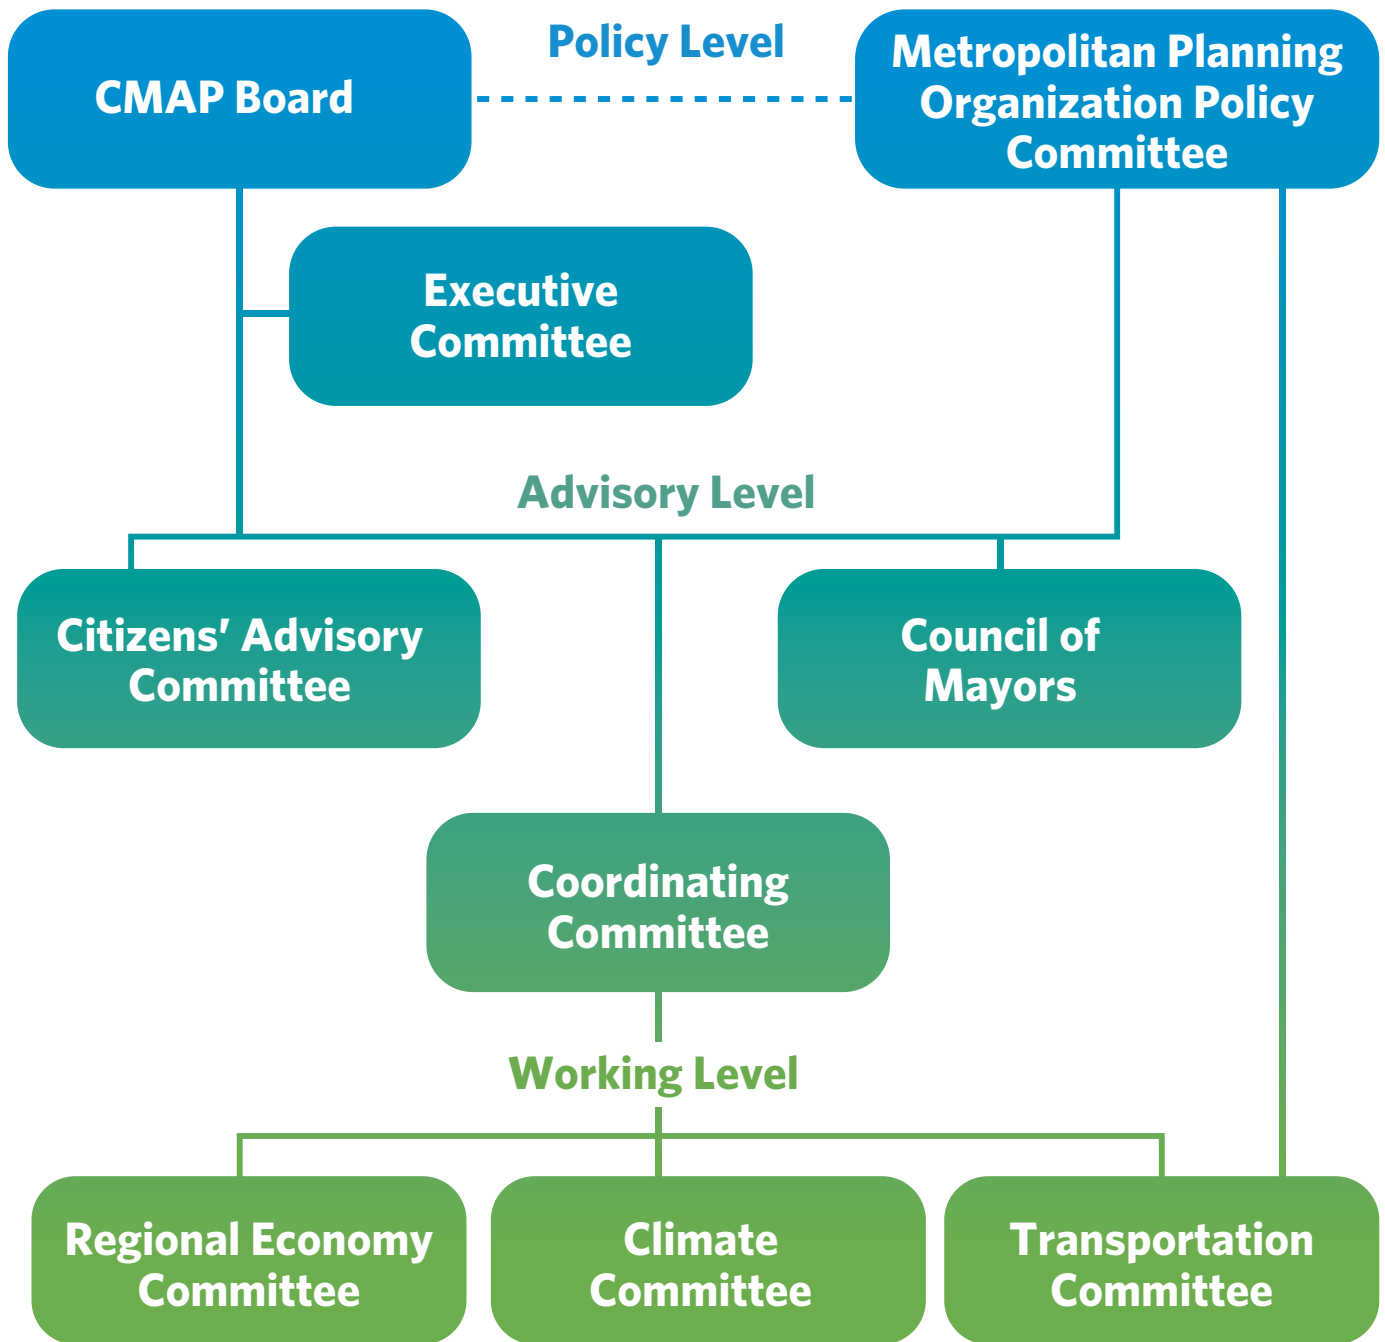 CMAP Board
Policy Level
Metropolitan Planning
Organization Policy
Committee
Executive
Committee
Advisory Level
Citizens’ Advisory
Committee
Council of
Mayors
Coordinating
Committee
Working Level
Regional Economy
Committee
Climate
Committee
Transportation
Committee